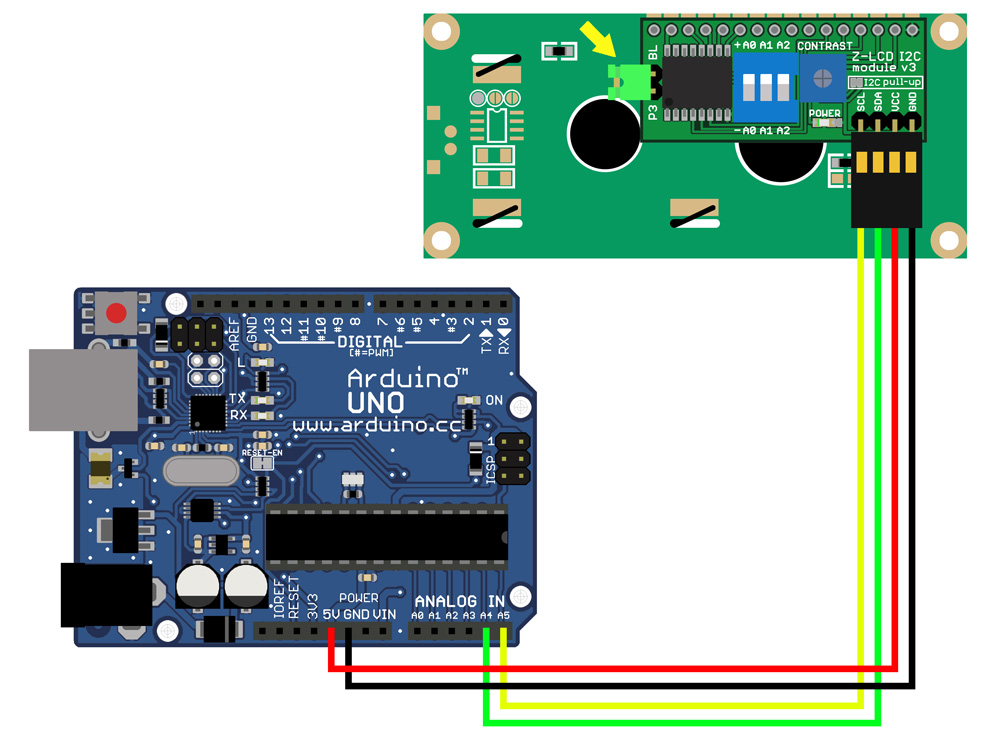 BL
P3
+A0 A1 A2
-A0 A1 A2
CONTRAST
Z-LCD I2C
module v3
I2C pull-up
POWER
SCL
SDA
VCC
GND
AREF
GND
13
12
#11
#10
#9
8
7
#6
#5
4
#3
2
TX 1
RX 0
DIGITAL
[#=PWM]
L
TX
RX
Arduino™
UNO
www.arduino.cc
ON
RESET-EN
1
ICSP
IOREF
RESET
3V3
POWER
5V GND VIN
ANALOG IN
A0 A1 A2 A3 A4 A5